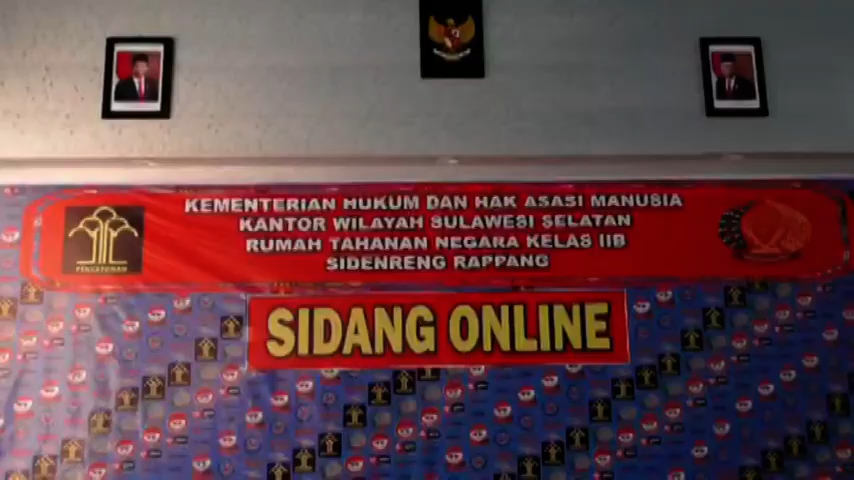 KEMENTERIAN HUKUM DAN HAK ASASI MANUSIA
KANTOR WILAYAH SULAWESI SELATAN
RUMAH TAHANAN NEGARA KELAS IIB
SIDENRENG RAPPANG
PENGAYOMAN
SIDANG ONLINE